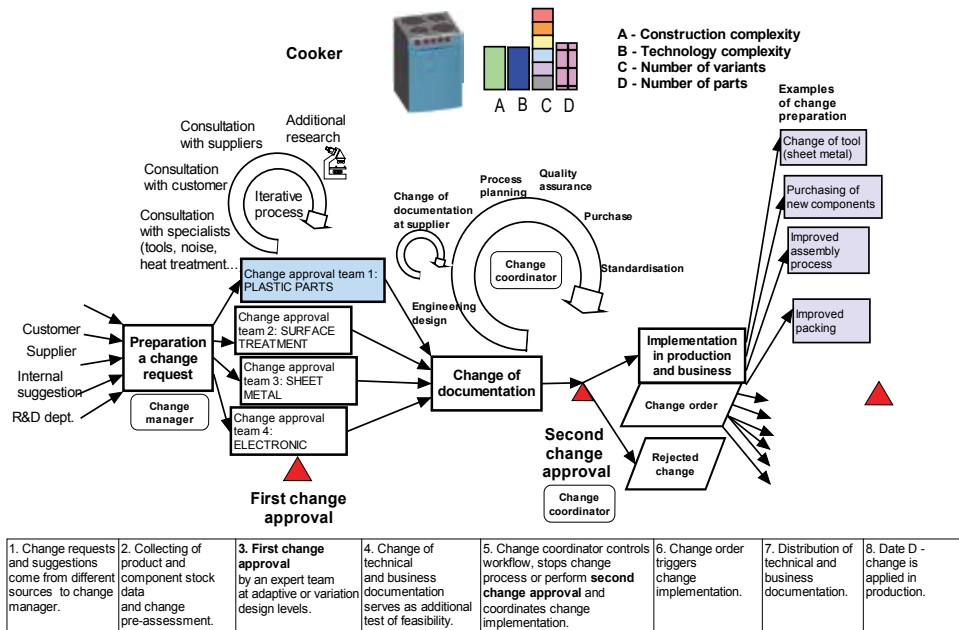 Cooker
A B C D
A - Construction complexity
B - Technology complexity
C - Number of variants
D - Number of parts
Examples
of change
preparation
Change of tool
(sheet metal)
Purchasing of
new components
Improved
assembly
process
Improved
packing
Consultation
with suppliers
Additional
research
Consultation
with customer
Iterative
process
Consultation
with specialists
(tools, noise,
heat treatment...
Change of
documentation
at supplier
Process
planning
Quality
assurance
Purchase
Standardisation
Change
coordinator
Engineering
design
Customer
Supplier
Internal
suggestion
R&D dept.
Preparation
a change
request
Change
manager
Change approval team 1:
PLASTIC PARTS
Change approval
team 2: SURFACE
TREATMENT
Change approval
team 3: SHEET
METAL
Change approval
team 4:
ELECTRONIC
First change
approval
Change of
documentation
Second
change
approval
Change
coordinator
Implementation
in production
and business
Change order
Rejected
change
1. Change requests
and suggestions
come from different
sources to change
manager.
2. Collecting of
product and
component stock
data
and change
pre-assessment.
3. First change
approval
by an expert team
at adaptive or variation
design levels.
4. Change of
technical
and business
documentation
serves as additional
test of feasibility.
5. Change coordinator controls
workflow, stops change
process or perform second
change approval and
coordinates change
implementation.
6. Change order
triggers
change
implementation.
7. Distribution of
technical and
business
documentation.
8. Date D -
change is
applied in
production.